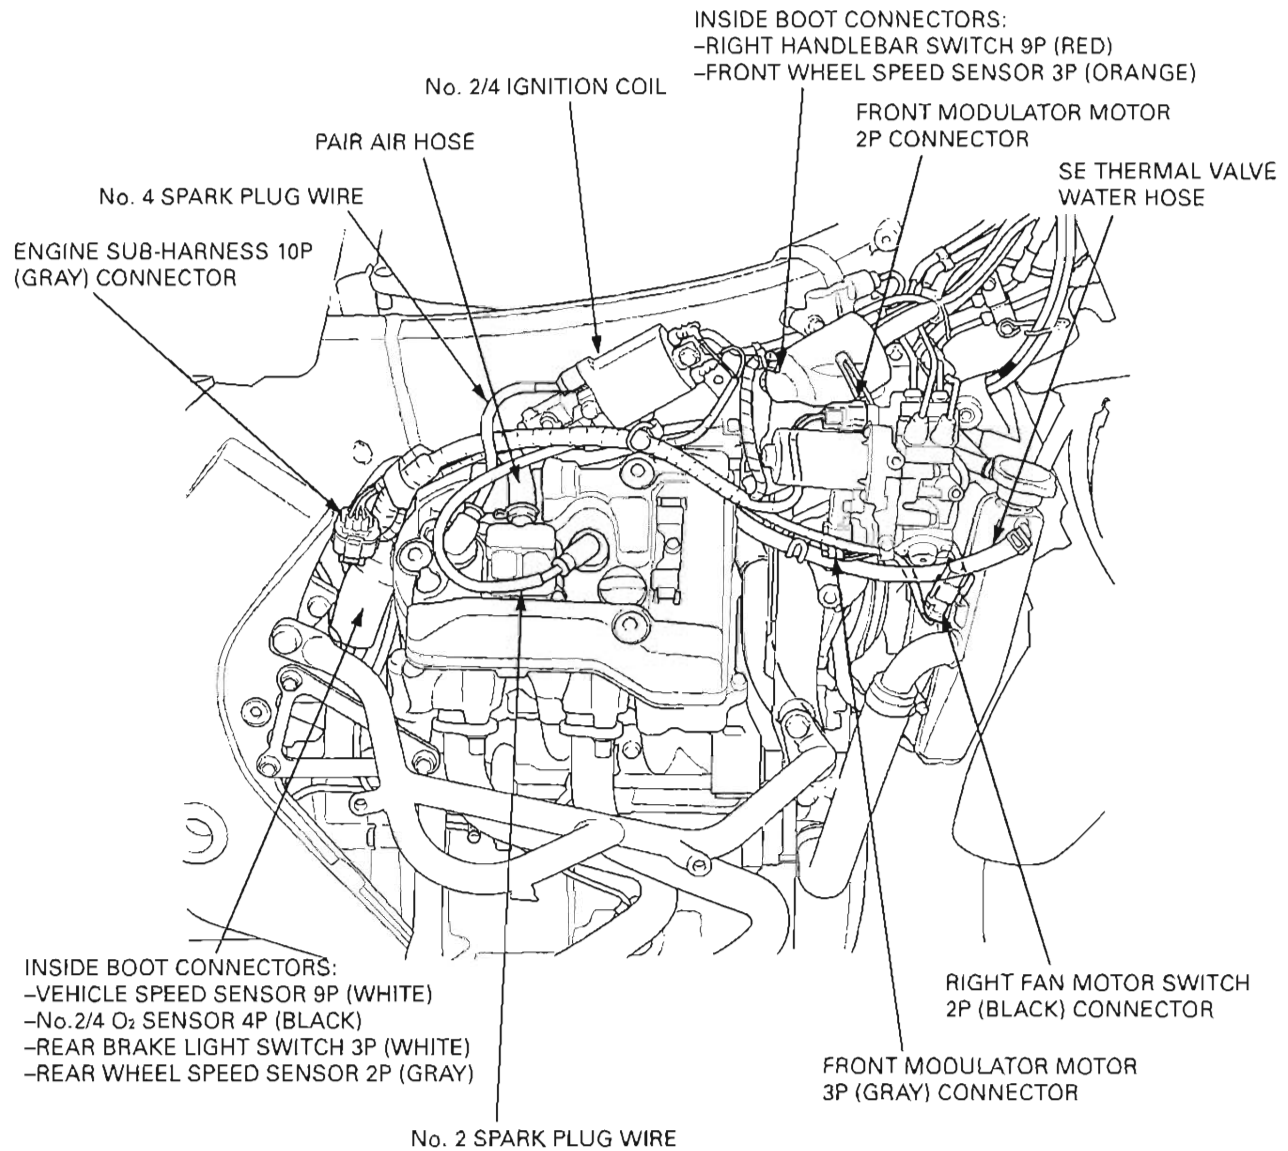 INSIDE BOOT CONNECTORS:
–RIGHT HANDLEBAR SWITCH 9P (RED)
–FRONT WHEEL SPEED SENSOR 3P (ORANGE)
No. 2/4 IGNITION COIL
FRONT MODULATOR MOTOR
2P CONNECTOR
PAIR AIR HOSE
SE THERMAL VALVE
WATER HOSE
No. 4 SPARK PLUG WIRE
ENGINE SUB-HARNESS 10P
(GRAY) CONNECTOR
INSIDE BOOT CONNECTORS:
–VEHICLE SPEED SENSOR 9P (WHITE)
–No.2/4 O₂ SENSOR 4P (BLACK)
–REAR BRAKE LIGHT SWITCH 3P (WHITE)
–REAR WHEEL SPEED SENSOR 2P (GRAY)
RIGHT FAN MOTOR SWITCH
2P (BLACK) CONNECTOR
FRONT MODULATOR MOTOR
3P (GRAY) CONNECTOR
No. 2 SPARK PLUG WIRE